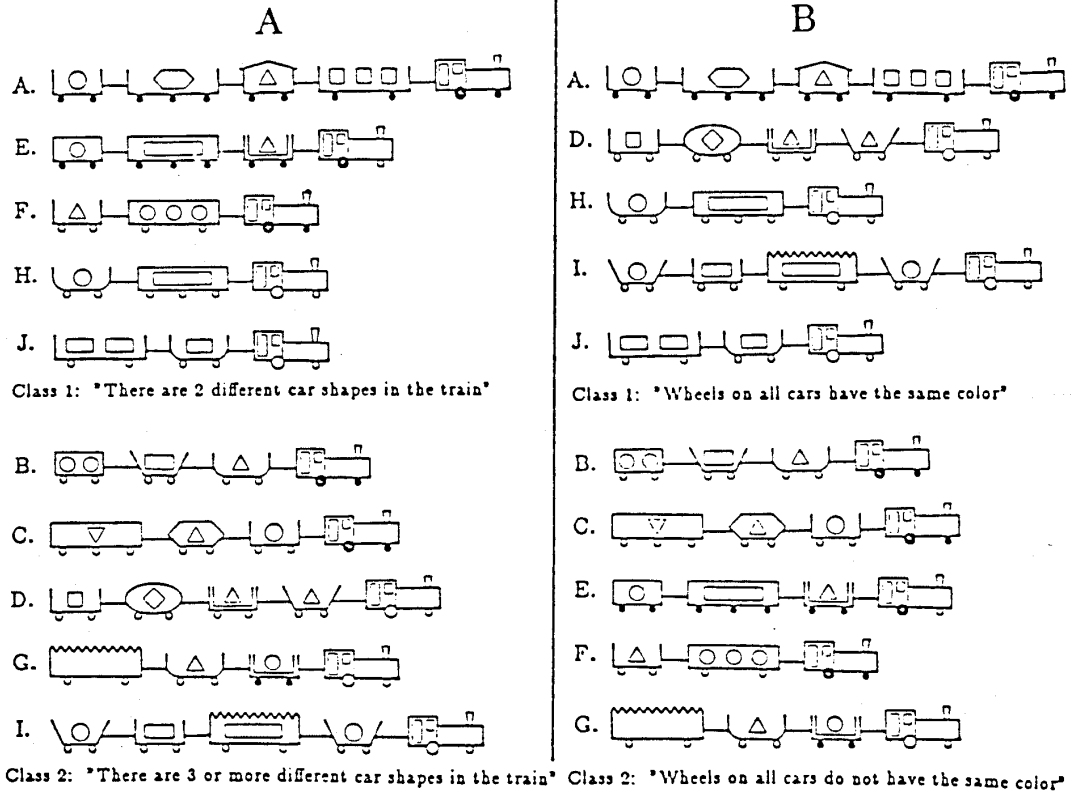 A
A.
E.
F.
H.
J.
Class 1: "There are 2 different car shapes in the train"
B.
C.
D.
G.
I.
Class 2: "There are 3 or more different car shapes in the train"
B
A.
D.
H.
I.
J.
Class 1: "Wheels on all cars have the same color"
B.
C.
E.
F.
G.
Class 2: "Wheels on all cars do not have the same color"